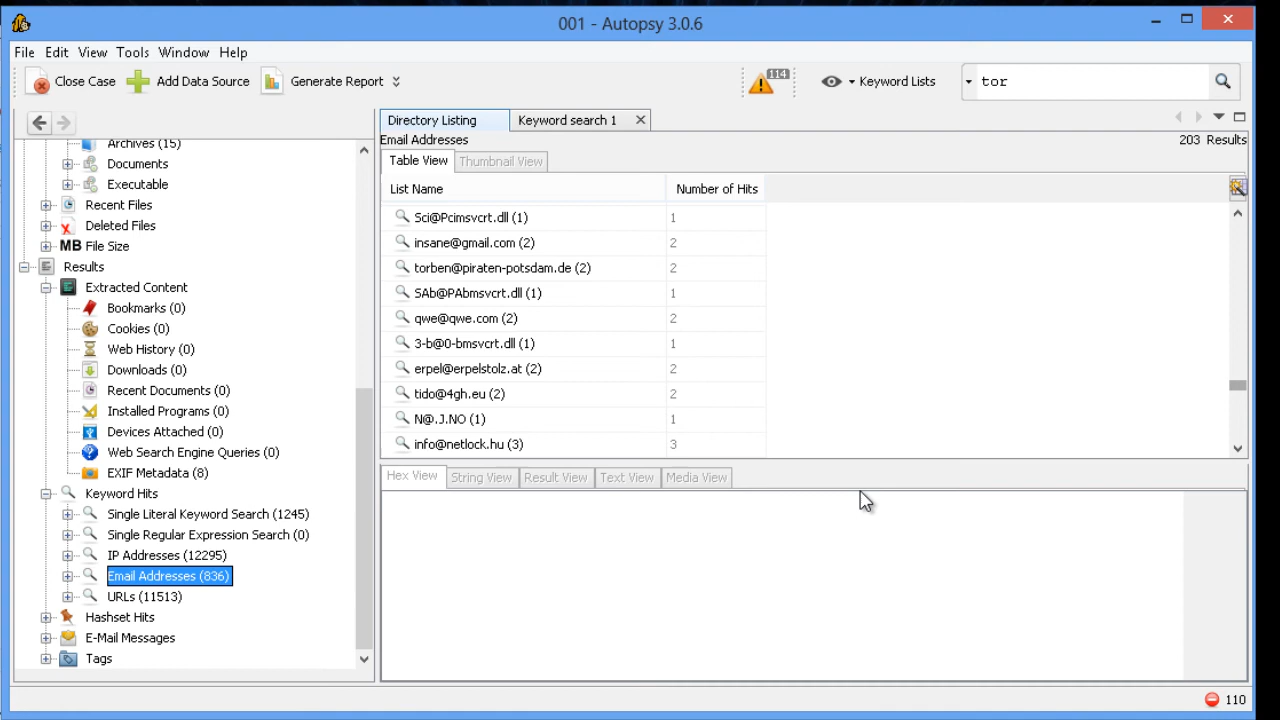 001 - Autopsy 3.0.6
File Edit View Tools Window Help
Close Case Add Data Source Generate Report 114 Keyword Lists tor
Directory Listing Keyword search 1
Email Addresses 203 Results
Table View Thumbnail View
List Name Number of Hits
Sci@Pcimsvcrt.dll (1) 1
insane@gmail.com (2) 2
torben@piraten-potsdam.de (2) 2
SAb@PAbmsvcrt.dll (1) 1
qwe@qwe.com (2) 2
3-b@0-bmsvcrt.dll (1) 1
erpel@erpelstolz.at (2) 2
tido@4gh.eu (2) 2
N@.J.NO (1) 1
info@netlock.hu (3) 3
Hex View String View Result View Text View Media View
Archives (15)
Documents
Executable
Recent Files
Deleted Files
MB File Size
Results
Extracted Content
Bookmarks (0)
Cookies (0)
Web History (0)
Downloads (0)
Recent Documents (0)
Installed Programs (0)
Devices Attached (0)
Web Search Engine Queries (0)
EXIF Metadata (8)
Keyword Hits
Single Literal Keyword Search (1245)
Single Regular Expression Search (0)
IP Addresses (12295)
Email Addresses (836)
URLs (11513)
Hashset Hits
E-Mail Messages
Tags
110